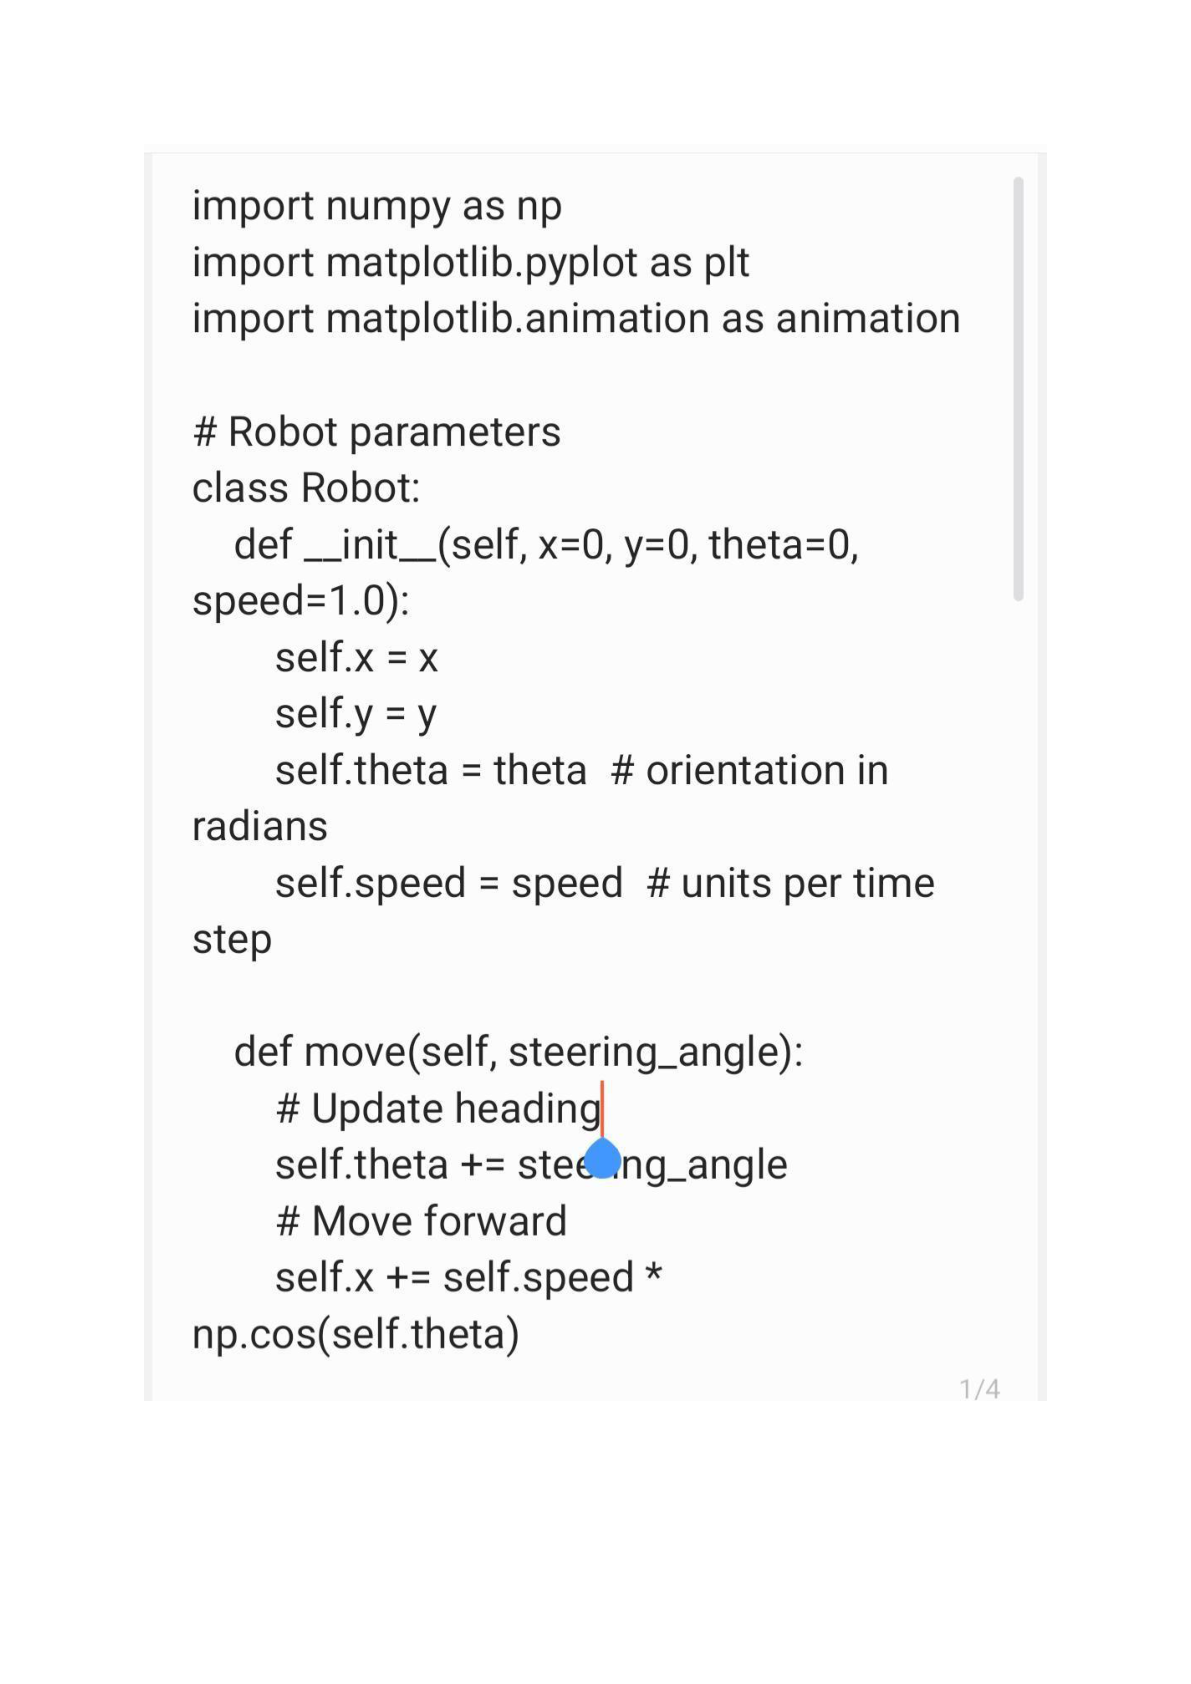 import numpy as np
import matplotlib.pyplot as plt
import matplotlib.animation as animation

# Robot parameters
class Robot:
    def __init__(self, x=0, y=0, theta=0,
speed=1.0):
        self.x = x
        self.y = y
        self.theta = theta  # orientation in
radians
        self.speed = speed  # units per time
step

    def move(self, steering_angle):
        # Update heading
        self.theta += steering_angle
        # Move forward
        self.x += self.speed *
np.cos(self.theta)
1/4